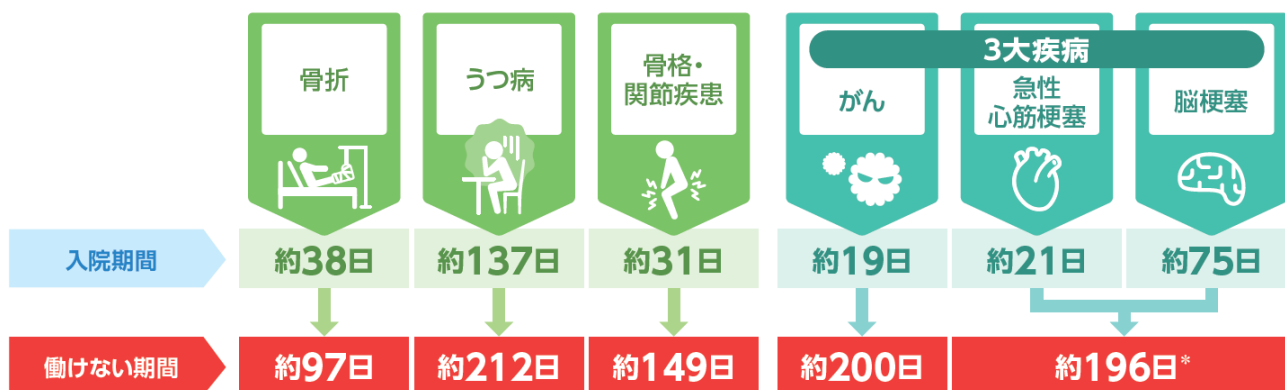 3大疾病
骨折
うつ病
骨格・
関節疾患
がん
急性
心筋梗塞
脳梗塞
入院期間
約38日
約137日
約31日
約19日
約21日
約75日
働けない期間
約97日
約212日
約149日
約200日
約196日*